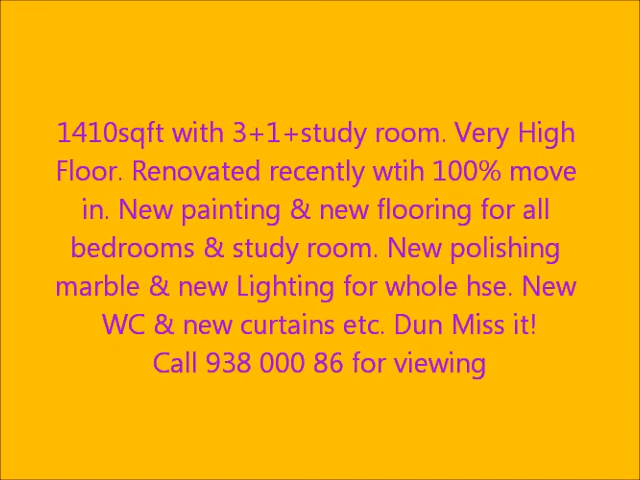 1410sqft with 3+1+study room. Very High
Floor. Renovated recently wtih 100% move
in. New painting & new flooring for all
bedrooms & study room. New polishing
marble & new Lighting for whole hse. New
WC & new curtains etc. Dun Miss it!
Call 938 000 86 for viewing